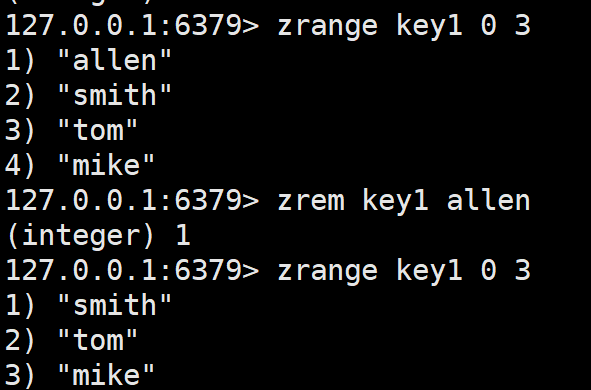 127.0.0.1:6379> zrange key1 0 3
1) "allen"
2) "smith"
3) "tom"
4) "mike"
127.0.0.1:6379> zrem key1 allen
(integer) 1
127.0.0.1:6379> zrange key1 0 3
1) "smith"
2) "tom"
3) "mike"